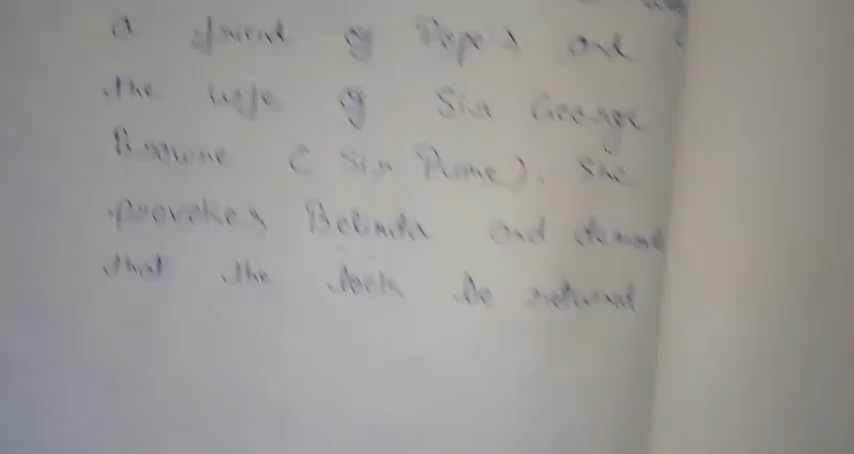 a friend of Pope's and
the wife of Sir George
Browne (Sir Plume). She
provokes Belinda and
that the lock be returned